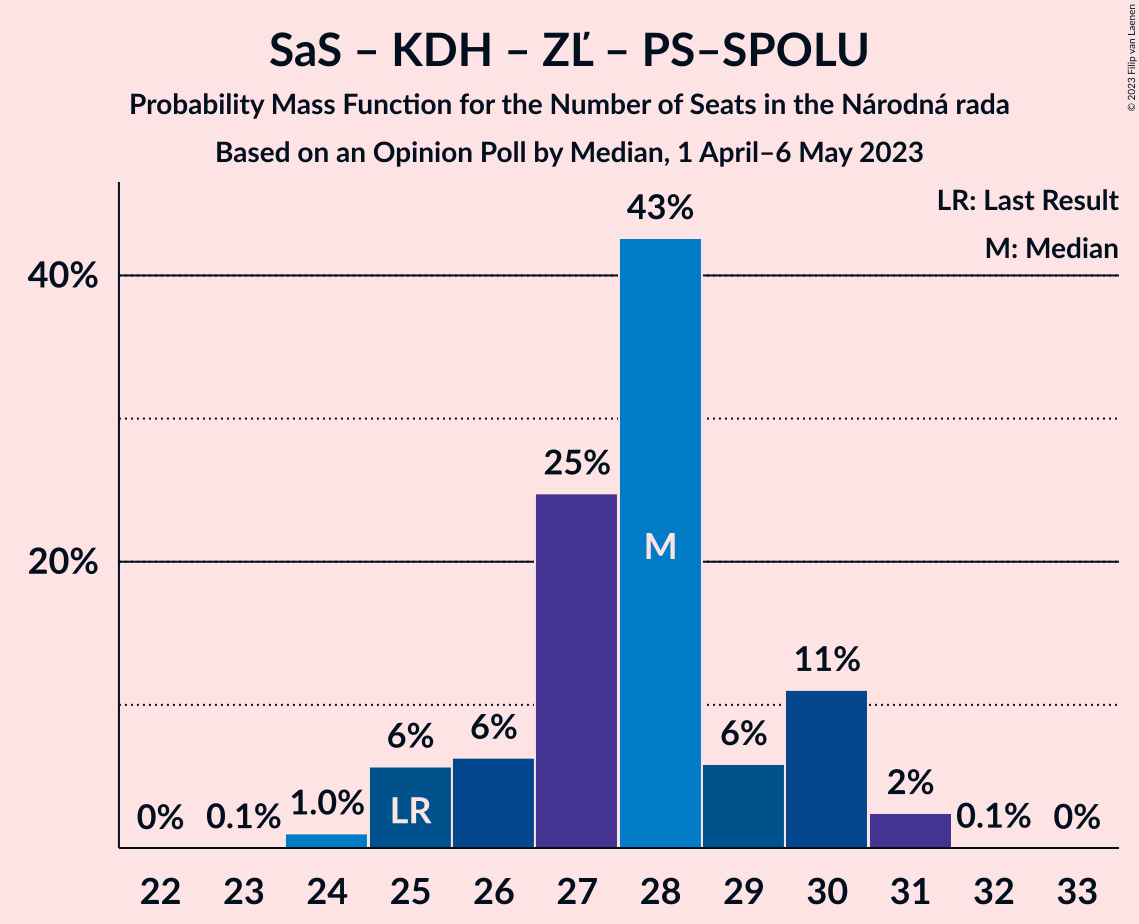 SaS – KDH – ZĽ – PS–SPOLU
Probability Mass Function for the Number of Seats in the Národná rada
Based on an Opinion Poll by Median, 1 April–6 May 2023
© 2023 Filip van Laenen
LR: Last Result
M: Median
40%
20%
0%
0.1%
1.0%
6%
6%
25%
43%
6%
11%
2%
0.1%
0%
LR
M
22 23 24 25 26 27 28 29 30 31 32 33